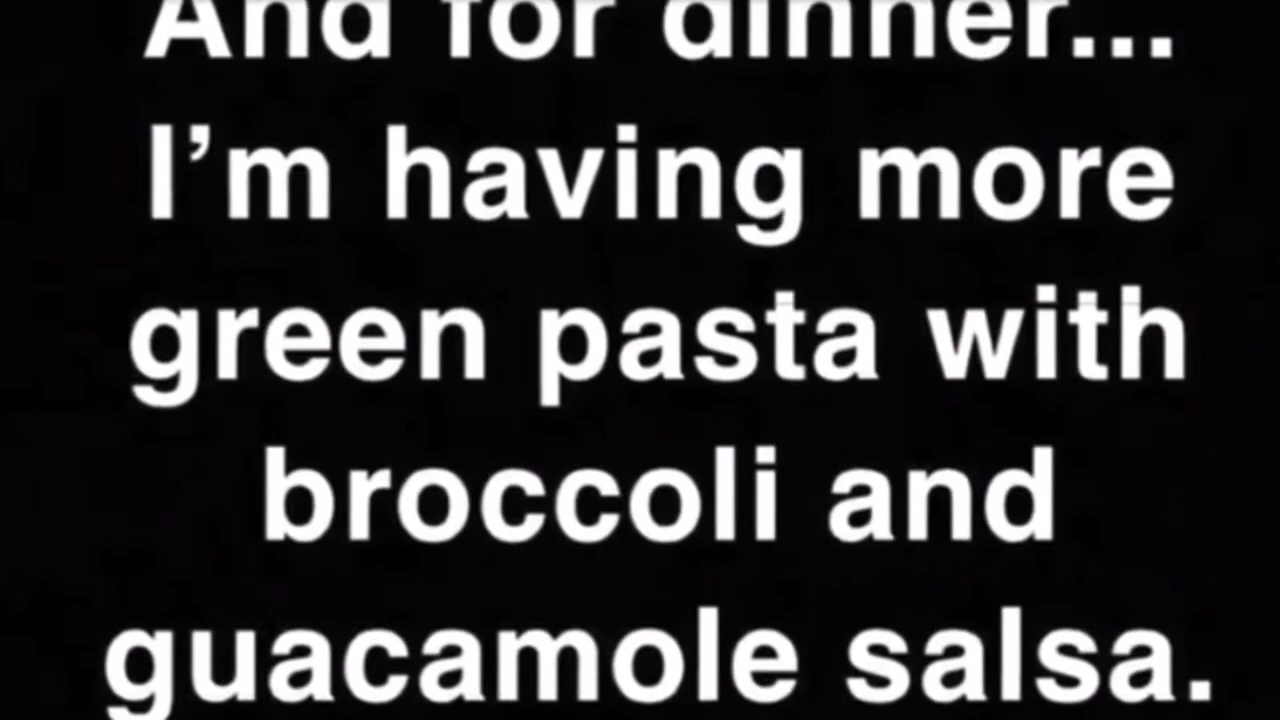 And for dinner...
I’m having more
green pasta with
broccoli and
guacamole salsa.